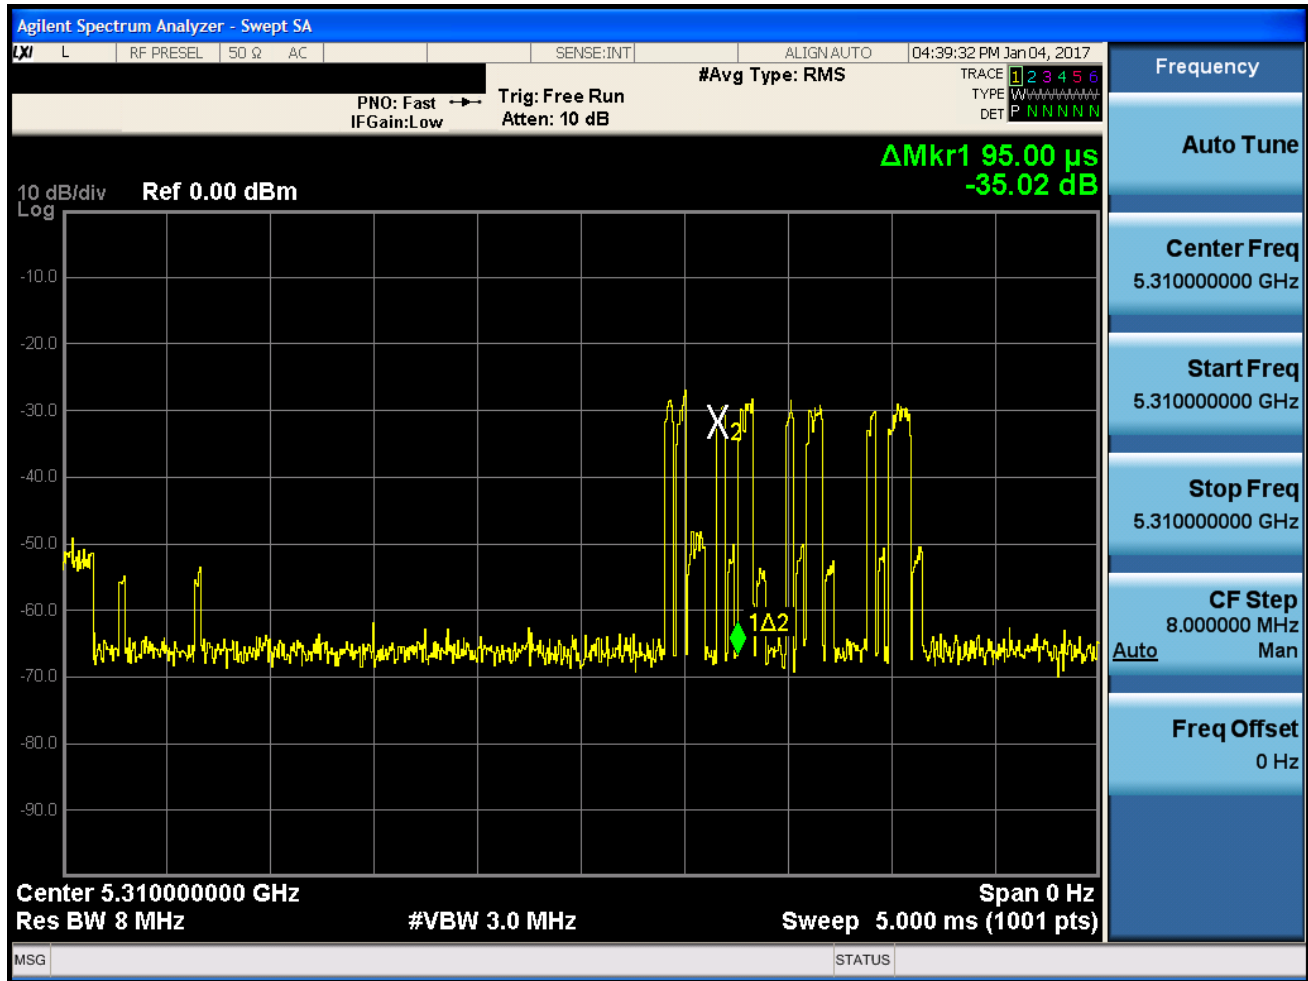 Agilent Spectrum Analyzer - Swept SA
LXI L RF PRESEL 50 Ω AC SENSE:INT ALIGN AUTO 04:39:32 PM Jan 04, 2017
#Avg Type: RMS
TRACE 1 2 3 4 5 6
TYPE WWWWWW
DET P N N N N N
PNO: Fast
IFGain:Low
Trig: Free Run
Atten: 10 dB
ΔMkr1 95.00 µs
-35.02 dB
10 dB/div Ref 0.00 dBm
Log
-10.0
-20.0
-30.0
-40.0
-50.0
-60.0
-70.0
-80.0
-90.0
X2
1Δ2
Center 5.310000000 GHz Span 0 Hz
Res BW 8 MHz #VBW 3.0 MHz Sweep 5.000 ms (1001 pts)
MSG STATUS
Frequency
Auto Tune
Center Freq
5.310000000 GHz
Start Freq
5.310000000 GHz
Stop Freq
5.310000000 GHz
CF Step
8.000000 MHz
Auto Man
Freq Offset
0 Hz